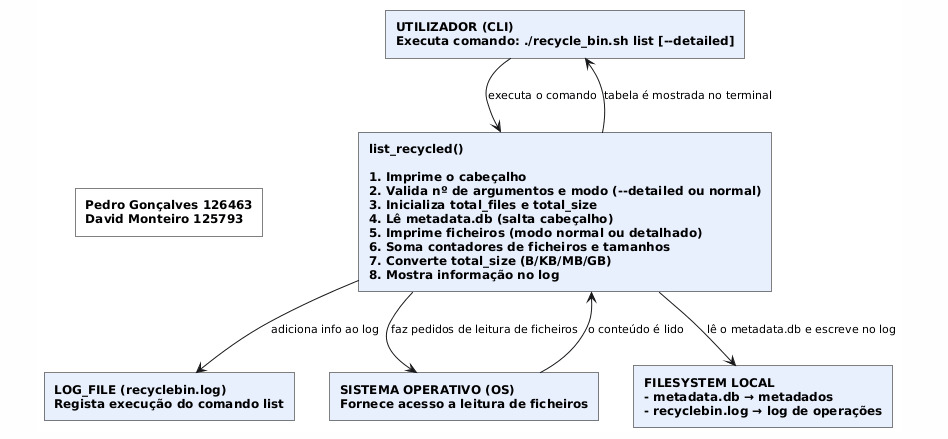 UTILIZADOR (CLI)
Executa comando: ./recycle_bin.sh list [--detailed]
executa o comando
tabela é mostrada no terminal
list_recycled()
1. Imprime o cabeçalho
2. Valida nº de argumentos e modo (--detailed ou normal)
3. Inicializa total_files e total_size
4. Lê metadata.db (salta cabeçalho)
5. Imprime ficheiros (modo normal ou detalhado)
6. Soma contadores de ficheiros e tamanhos
7. Converte total_size (B/KB/MB/GB)
8. Mostra informação no log
Pedro Gonçalves 126463
David Monteiro 125793
adiciona info ao log
faz pedidos de leitura de ficheiros
o conteúdo é lido
lê o metadata.db e escreve no log
LOG_FILE (recyclebin.log)
Regista execução do comando list
SISTEMA OPERATIVO (OS)
Fornece acesso a leitura de ficheiros
FILESYSTEM LOCAL
- metadata.db → metadados
- recyclebin.log → log de operações